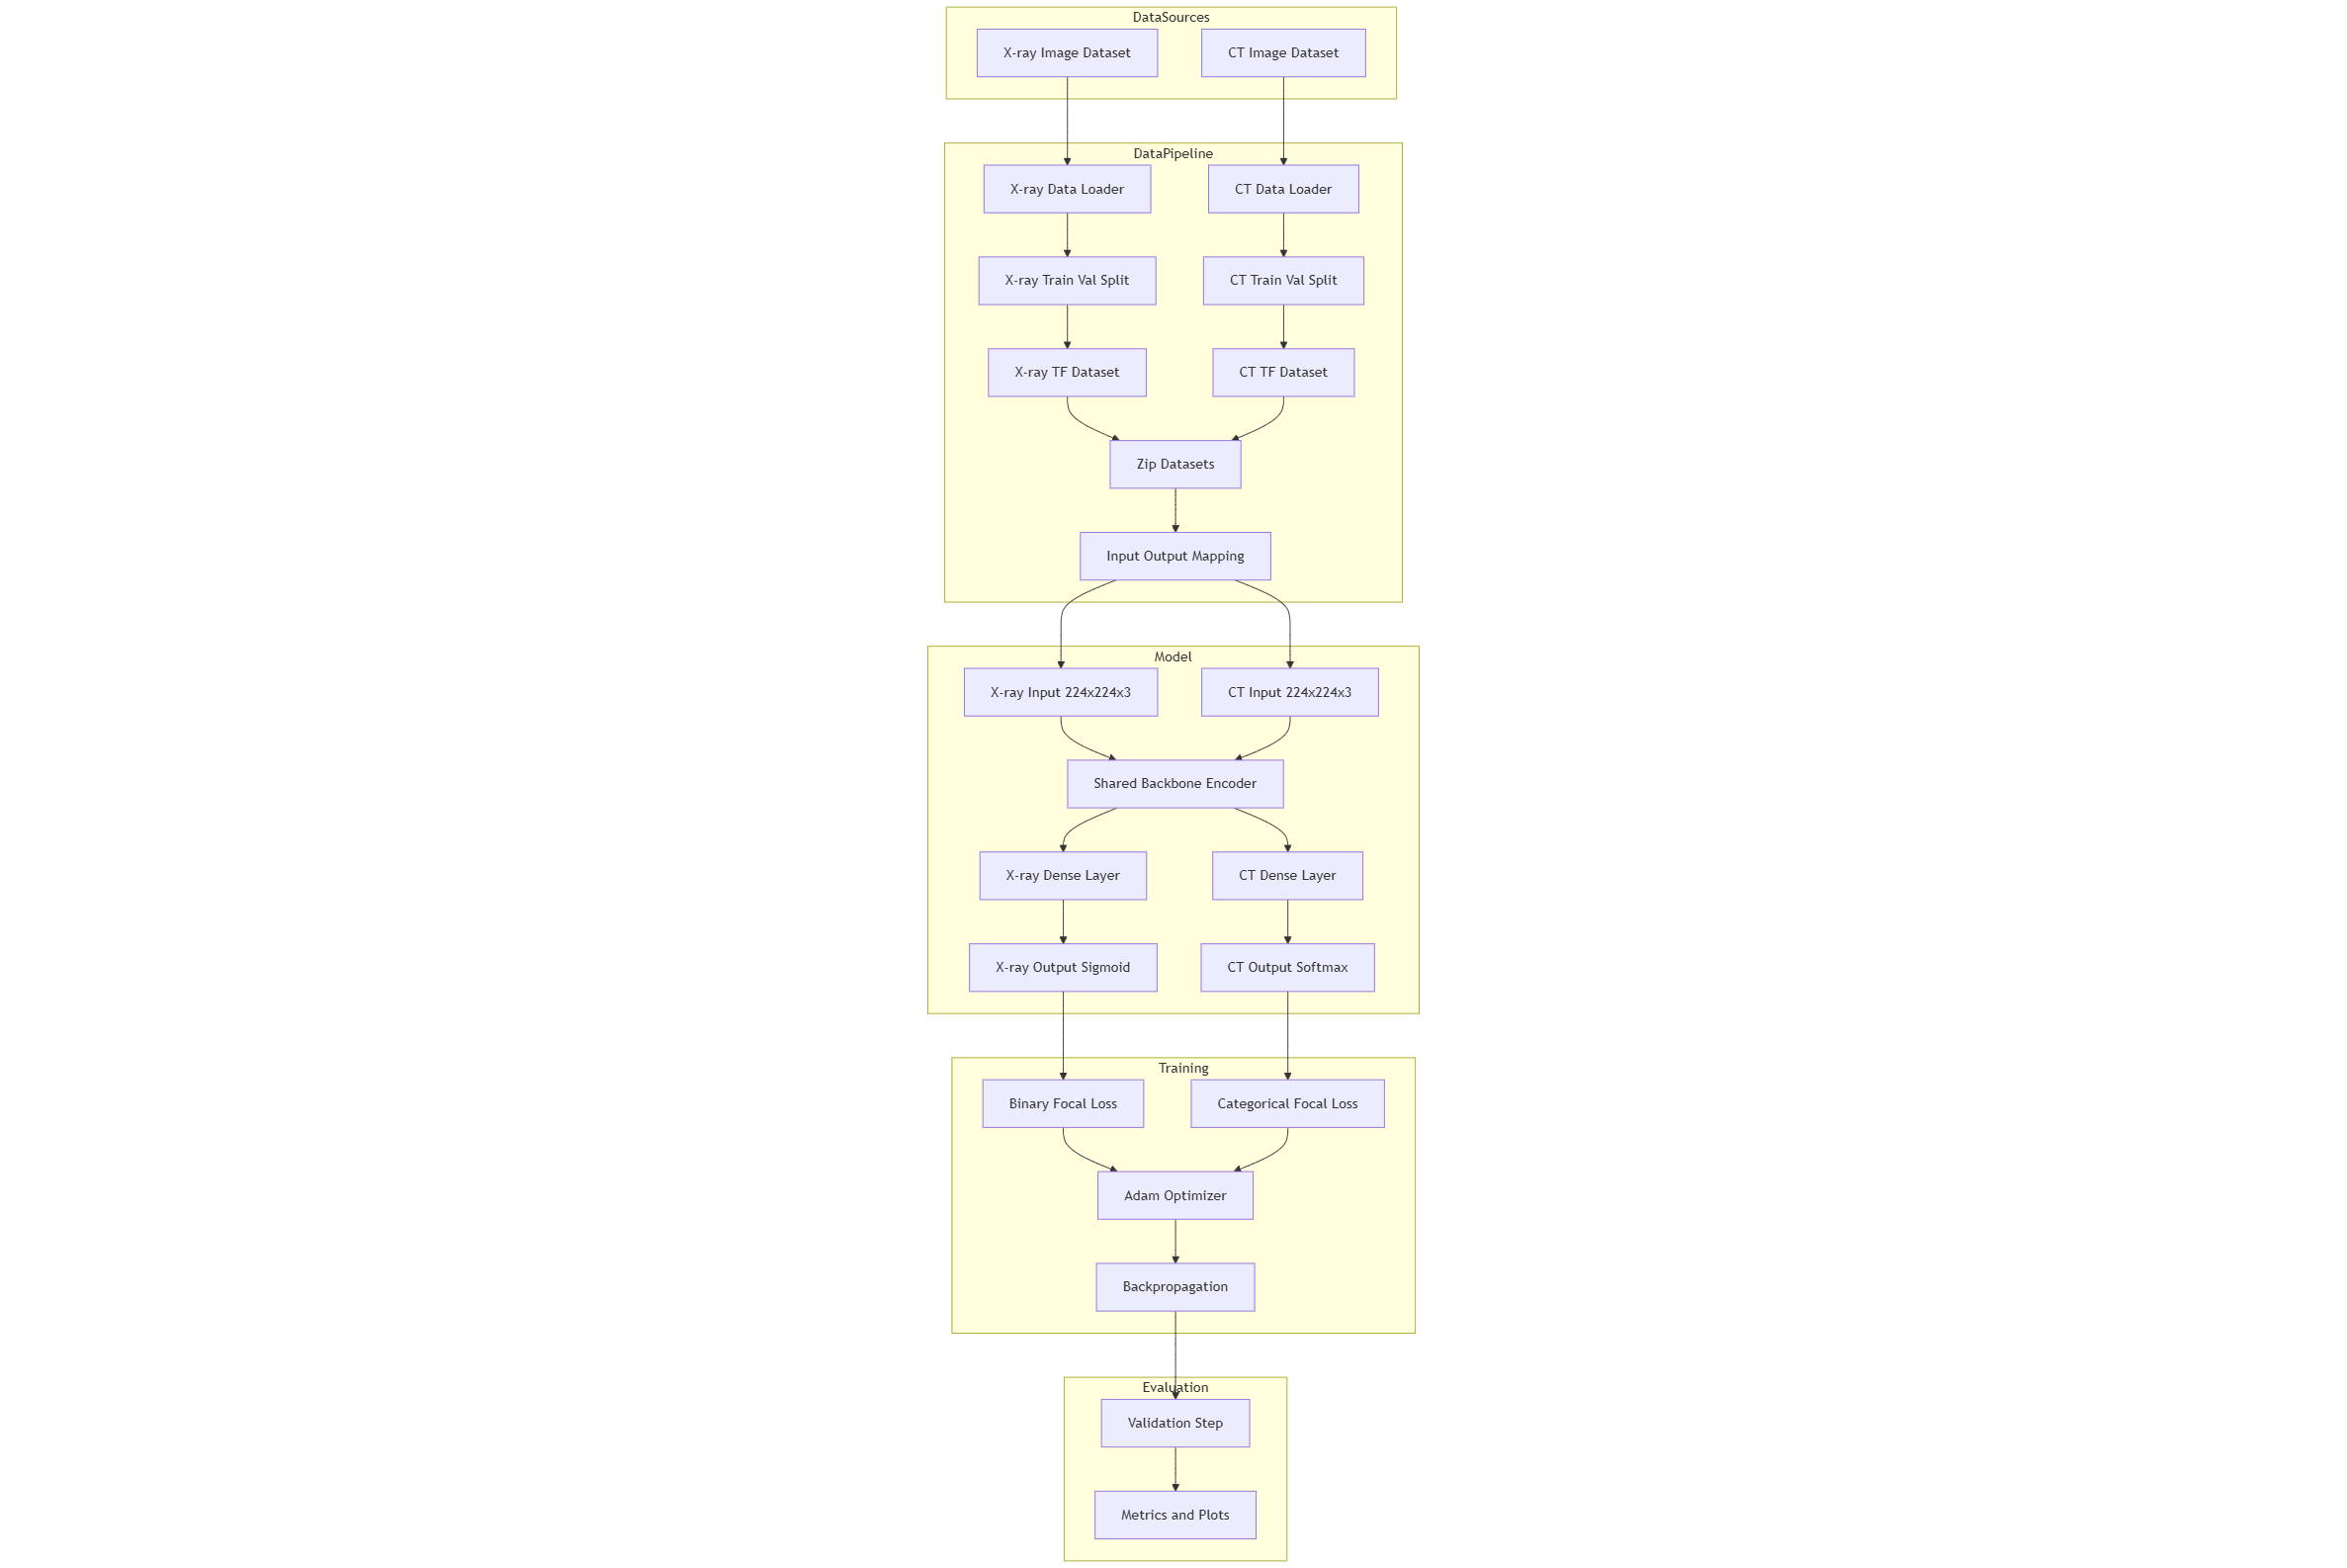 DataSources
X-ray Image Dataset
CT Image Dataset
DataPipeline
X-ray Data Loader
CT Data Loader
X-ray Train Val Split
CT Train Val Split
X-ray TF Dataset
CT TF Dataset
Zip Datasets
Input Output Mapping
Model
X-ray Input 224x224x3
CT Input 224x224x3
Shared Backbone Encoder
X-ray Dense Layer
CT Dense Layer
X-ray Output Sigmoid
CT Output Softmax
Training
Binary Focal Loss
Categorical Focal Loss
Adam Optimizer
Backpropagation
Evaluation
Validation Step
Metrics and Plots